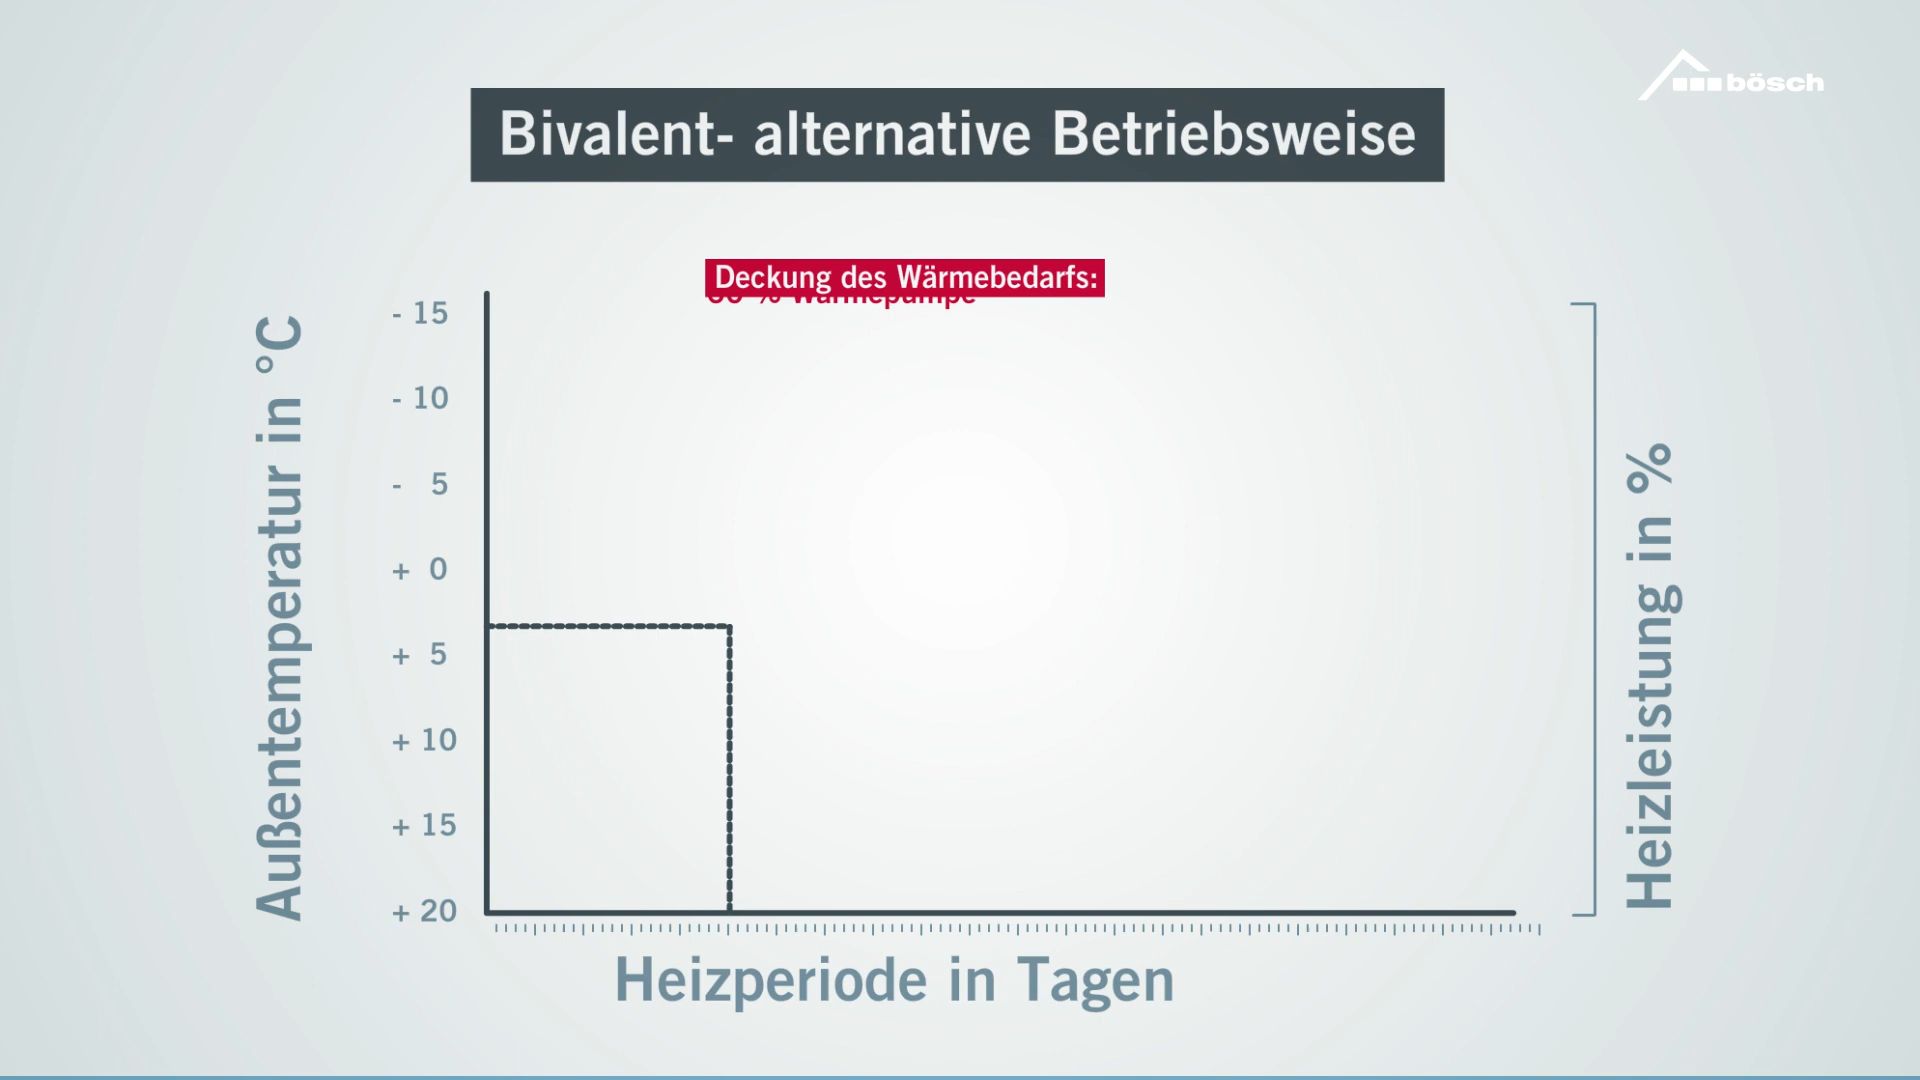 bösch
Bivalent- alternative Betriebsweise
Deckung des Wärmebedarfs:
% Wärmepumpe
Außentemperatur in °C
- 15
- 10
- 5
+ 0
+ 5
+ 10
+ 15
+ 20
Heizleistung in %
Heizperiode in Tagen